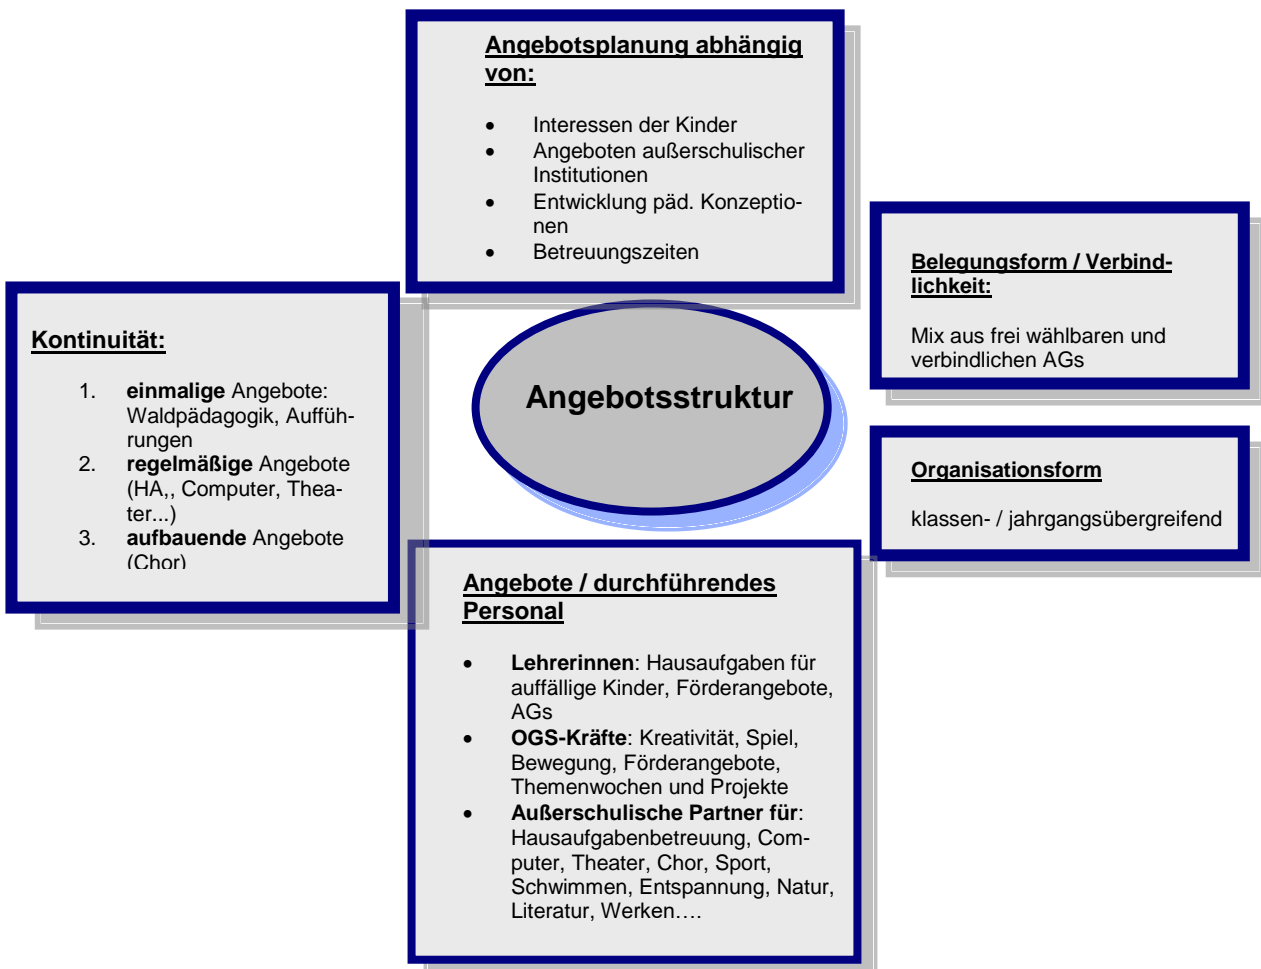 Angebotsplanung abhängig
von:
• Interessen der Kinder
• Angeboten außerschulischer
Institutionen
• Entwicklung päd. Konzeptio-
nen
• Betreuungszeiten
Belegungsform / Verbind-
lichkeit:
Mix aus frei wählbaren und
verbindlichen AGs
Kontinuität:
1. einmalige Angebote:
Waldpädagogik, Auffüh-
rungen
2. regelmäßige Angebote
(HA,, Computer, Thea-
ter...)
3. aufbauende Angebote
(Chor)
Angebotsstruktur
Organisationsform
klassen- / jahrgangsübergreifend
Angebote / durchführendes
Personal
• Lehrerinnen: Hausaufgaben für
auffällige Kinder, Förderangebote,
AGs
• OGS-Kräfte: Kreativität, Spiel,
Bewegung, Förderangebote,
Themenwochen und Projekte
• Außerschulische Partner für:
Hausaufgabenbetreuung, Com-
puter, Theater, Chor, Sport,
Schwimmen, Entspannung, Natur,
Literatur, Werken….